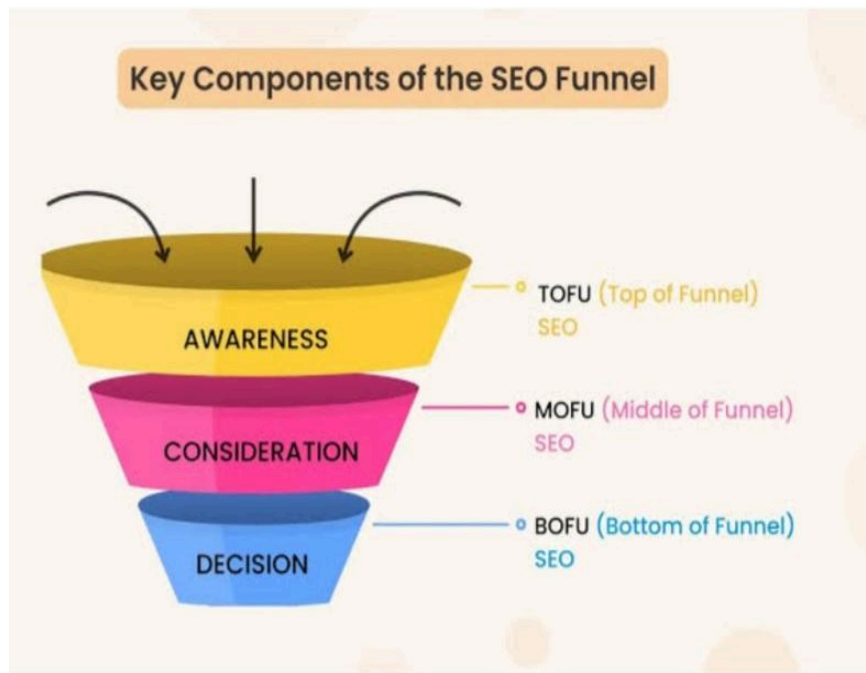 Key Components of the SEO Funnel
AWARENESS
TOFU (Top of Funnel)
SEO
CONSIDERATION
MOFU (Middle of Funnel)
SEO
DECISION
BOFU (Bottom of Funnel)
SEO